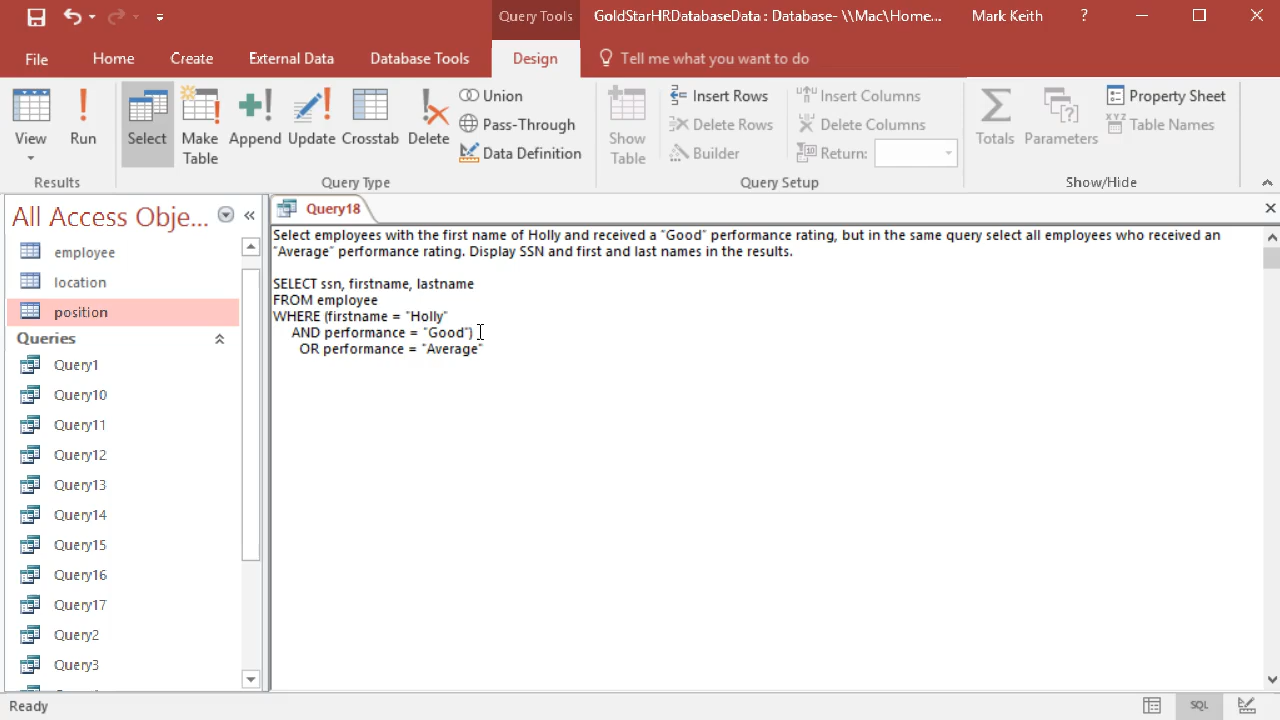 Query Tools
GoldStarHRDatabaseData : Database- \\Mac\Home...
Mark Keith
?
File
Home
Create
External Data
Database Tools
Design
Tell me what you want to do
View
Run
Select
Make Table
Append
Update
Crosstab
Delete
Union
Pass-Through
Data Definition
Show Table
Insert Rows
Delete Rows
Builder
Insert Columns
Delete Columns
Return:
Totals
Parameters
Property Sheet
Table Names
Results
Query Type
Query Setup
Show/Hide
All Access Obje...
Query18
Select employees with the first name of Holly and received a "Good" performance rating, but in the same query select all employees who received an
"Average" performance rating. Display SSN and first and last names in the results.
SELECT ssn, firstname, lastname
FROM employee
WHERE (firstname = "Holly"
AND performance = "Good")
OR performance = "Average"
employee
location
position
Queries
Query1
Query10
Query11
Query12
Query13
Query14
Query15
Query16
Query17
Query2
Query3
Ready
SQL